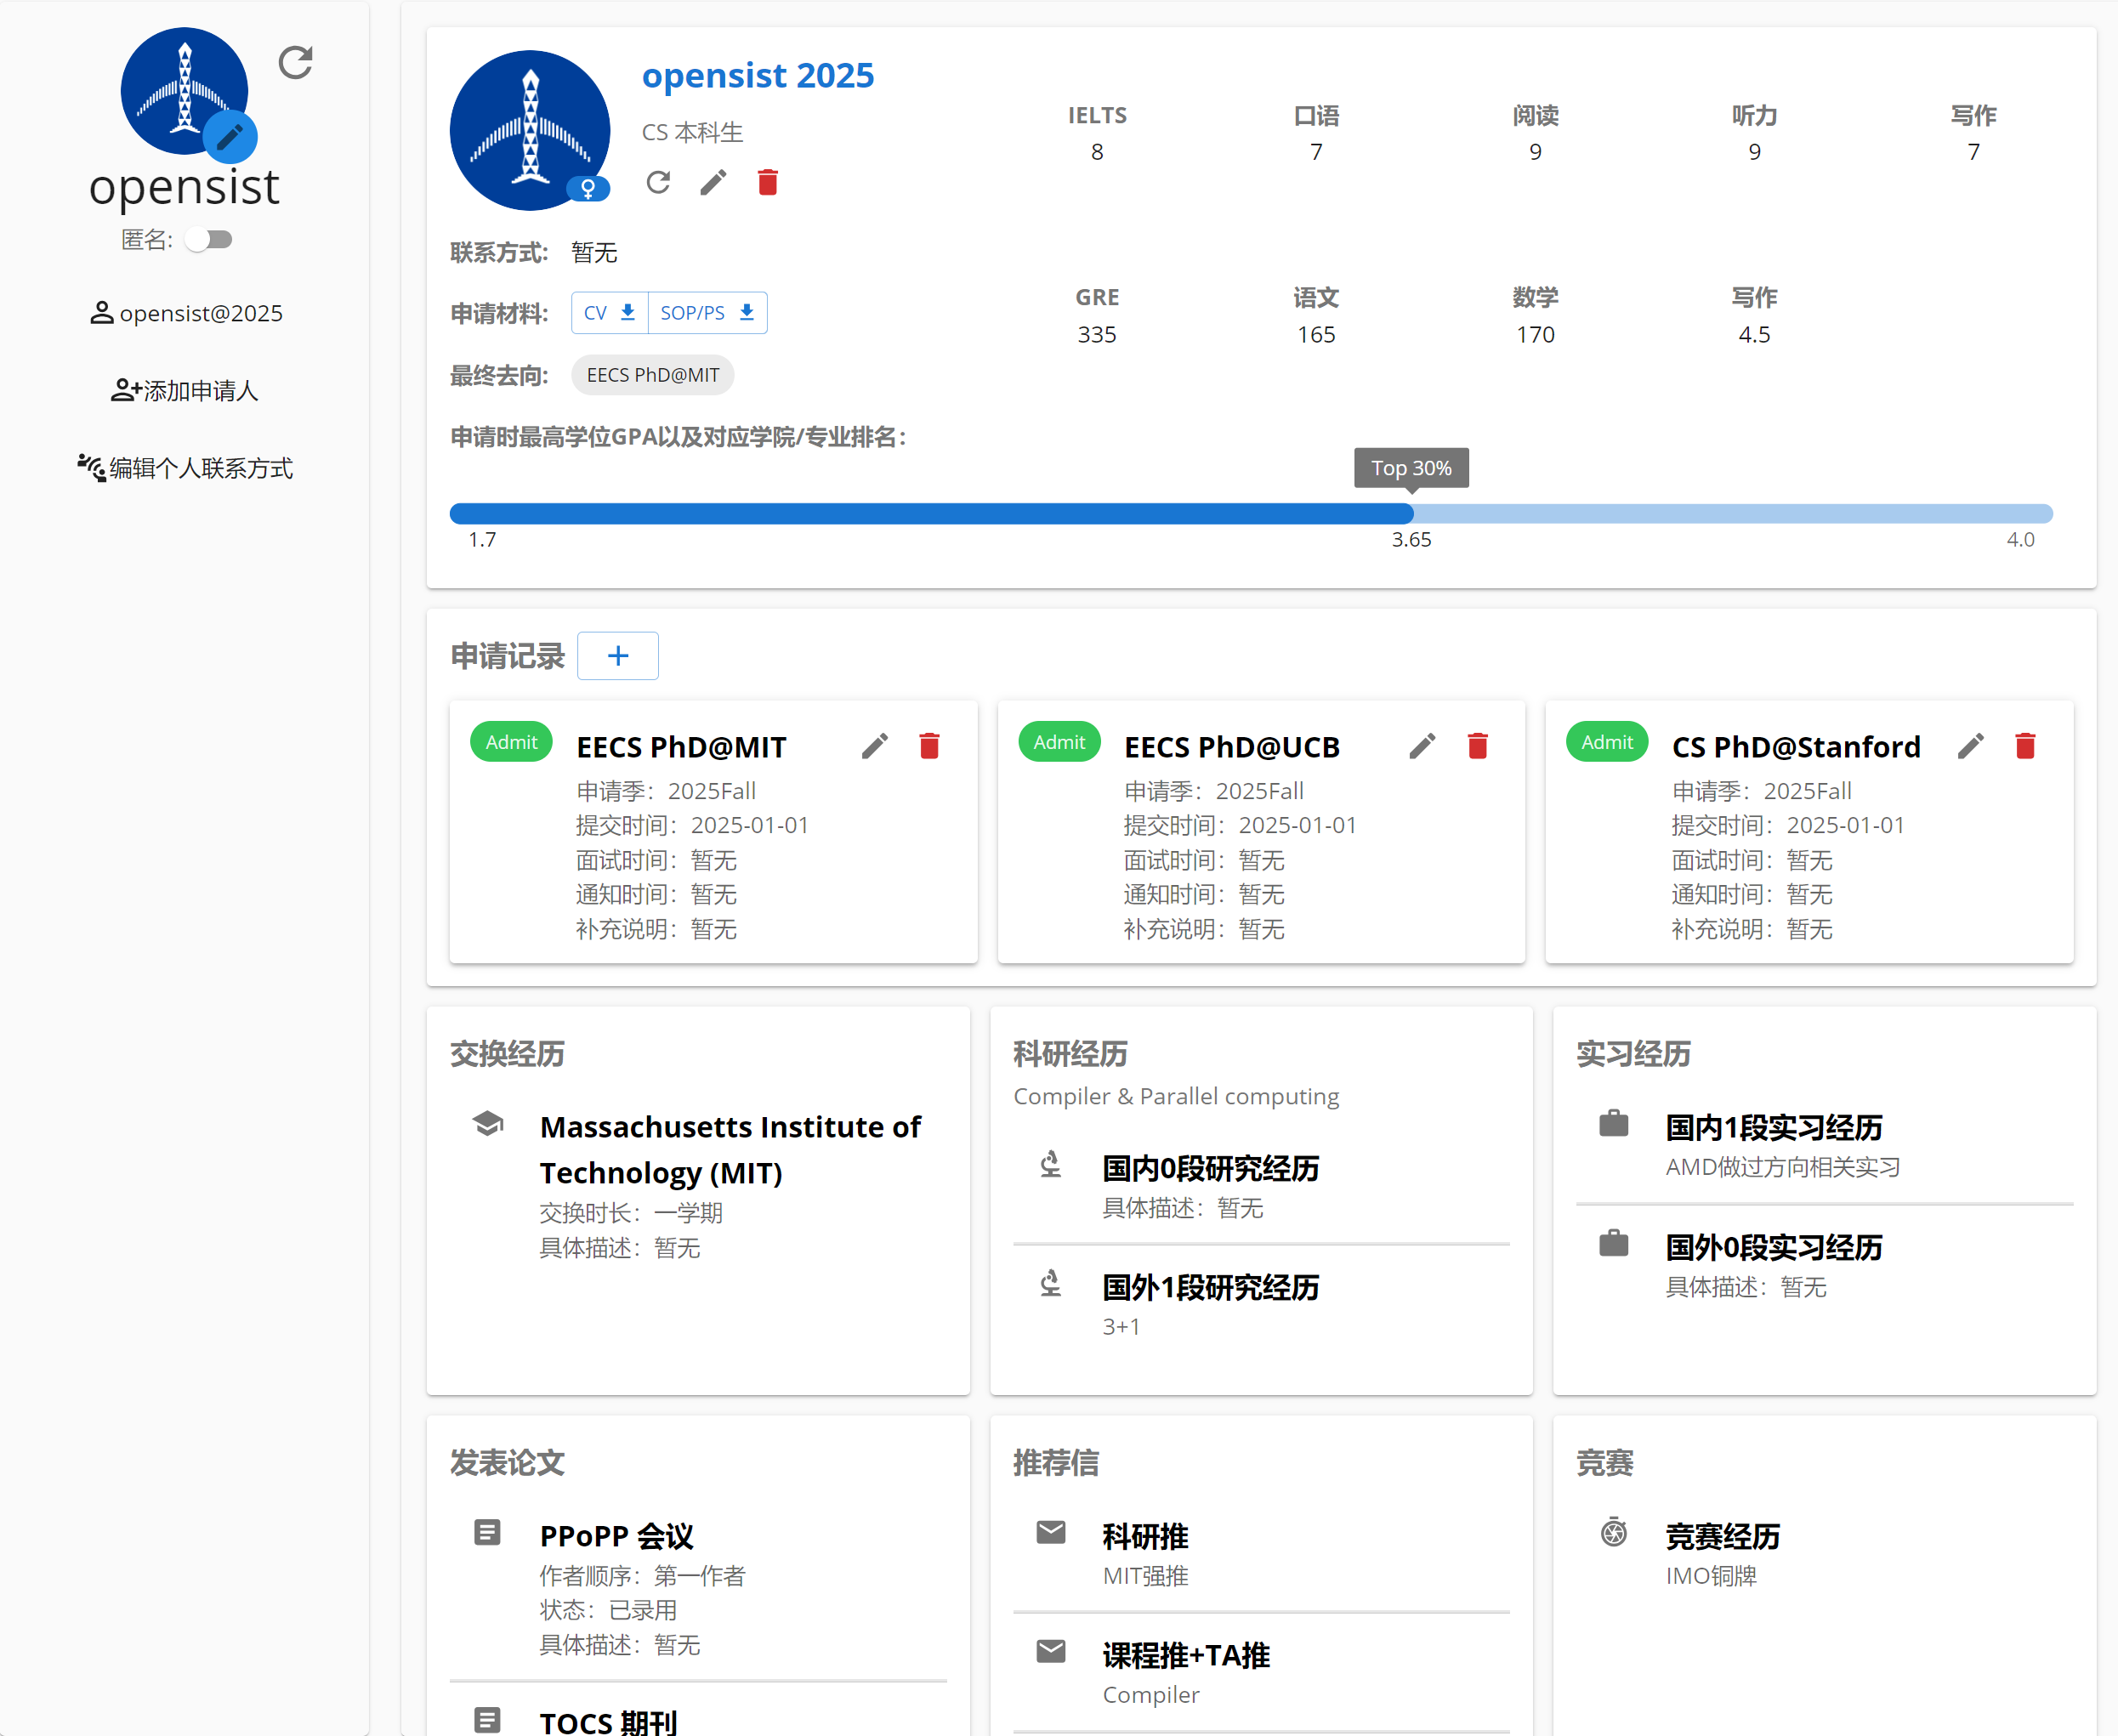 opensist
匿名:
opensist@2025
添加申请人
编辑个人联系方式
opensist 2025
CS 本科生
联系方式: 暂无
申请材料: CV SOP/PS
最终去向: EECS PhD@MIT
IELTS 口语 阅读 听力 写作
8 7 9 9 7
GRE 语文 数学 写作
335 165 170 4.5
申请时最高学位GPA以及对应学院/专业排名：
Top 30%
1.7 3.65 4.0
申请记录
Admit EECS PhD@MIT
申请季：2025Fall
提交时间：2025-01-01
面试时间：暂无
通知时间：暂无
补充说明：暂无
Admit EECS PhD@UCB
申请季：2025Fall
提交时间：2025-01-01
面试时间：暂无
通知时间：暂无
补充说明：暂无
Admit CS PhD@Stanford
申请季：2025Fall
提交时间：2025-01-01
面试时间：暂无
通知时间：暂无
补充说明：暂无
交换经历
Massachusetts Institute of
Technology (MIT)
交换时长：一学期
具体描述：暂无
科研经历
Compiler & Parallel computing
国内0段研究经历
具体描述：暂无
国外1段研究经历
3+1
实习经历
国内1段实习经历
AMD做过方向相关实习
国外0段实习经历
具体描述：暂无
发表论文
PPoPP 会议
作者顺序：第一作者
状态：已录用
具体描述：暂无
TOCS 期刊
推荐信
科研推
MIT强推
课程推+TA推
Compiler
竞赛
竞赛经历
IMO铜牌